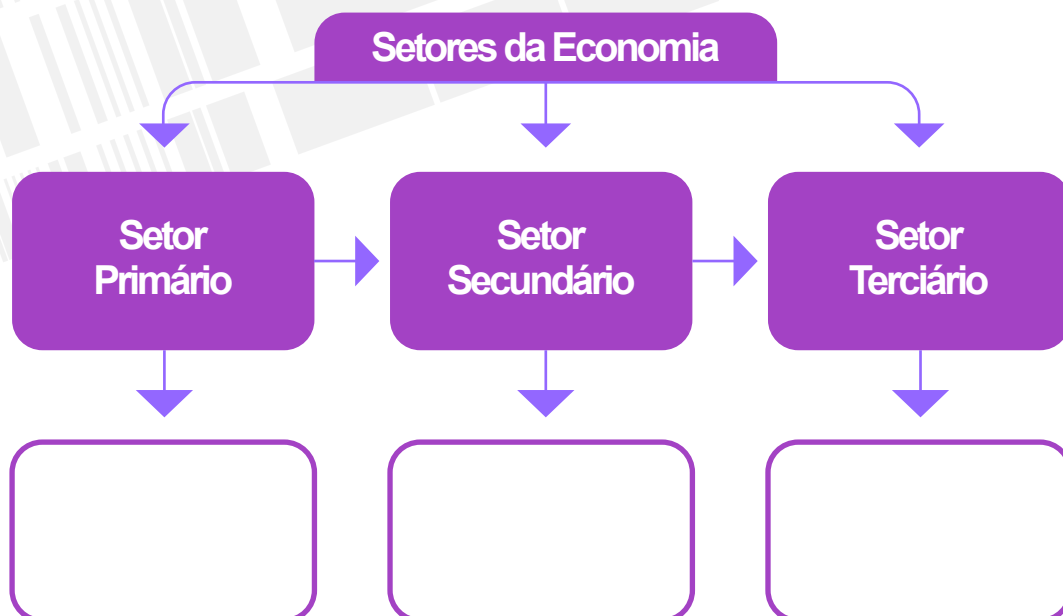 Setores da Economia
Setor
Primário
Setor
Secundário
Setor
Terciário